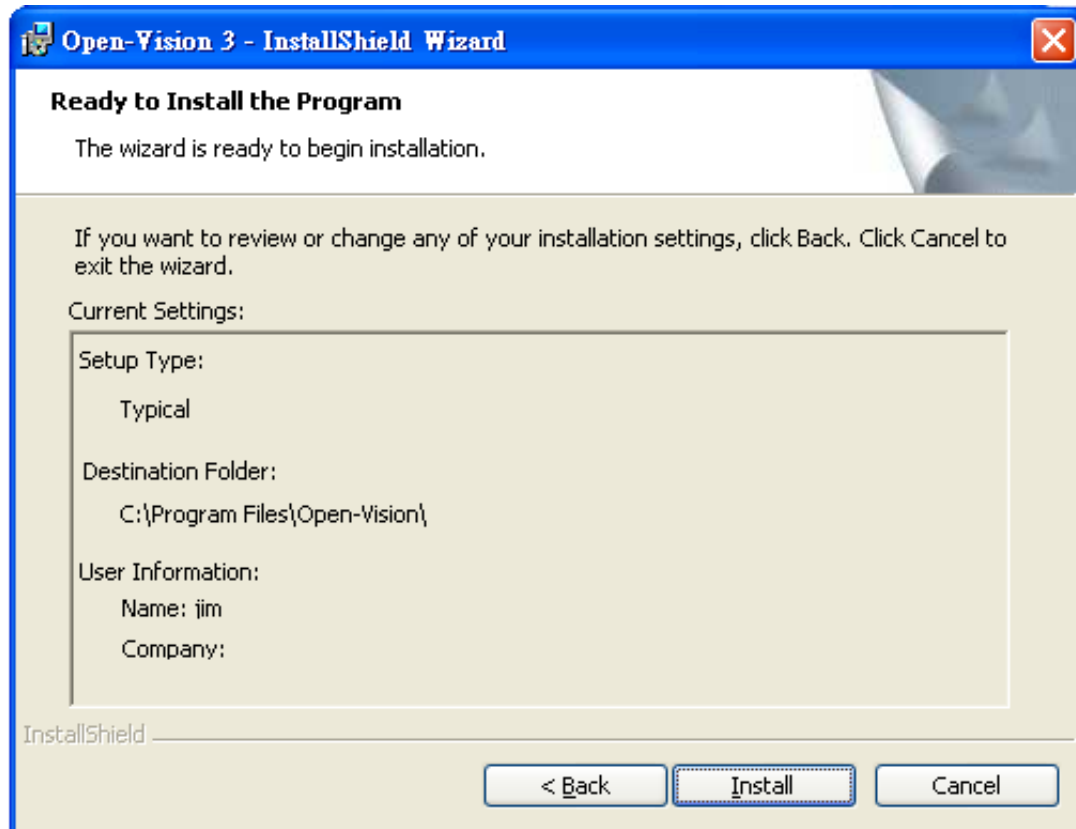 Open-Vision 3 - InstallShield Wizard
Ready to Install the Program
The wizard is ready to begin installation.
If you want to review or change any of your installation settings, click Back. Click Cancel to
exit the wizard.
Current Settings:
Setup Type:
Typical
Destination Folder:
C:\Program Files\Open-Vision\
User Information:
Name: jim
Company:
InstallShield
< Back Install Cancel